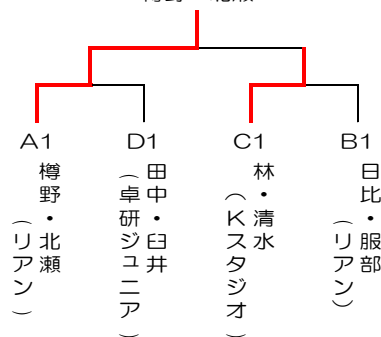 A1
D1
C1
B1
樽野・北瀬
（リアン）
田中・臼井
（卓研ジュニア）
林・清水
（Kスタジオ）
日比・服部
（リアン）